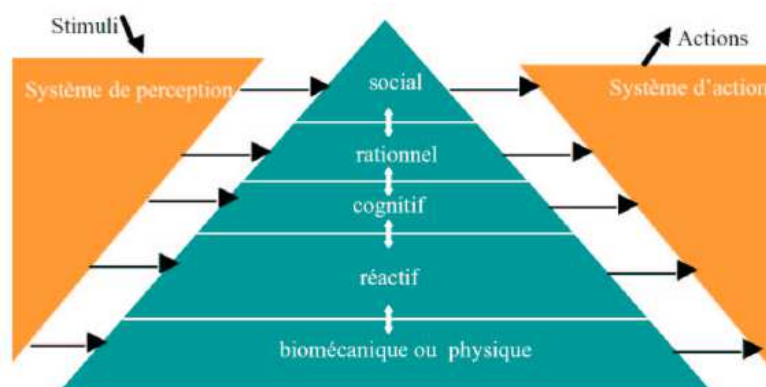 Stimuli
Actions
Système de perception
social
Système d'action
rationnel
cognitif
réactif
biomécanique ou physique